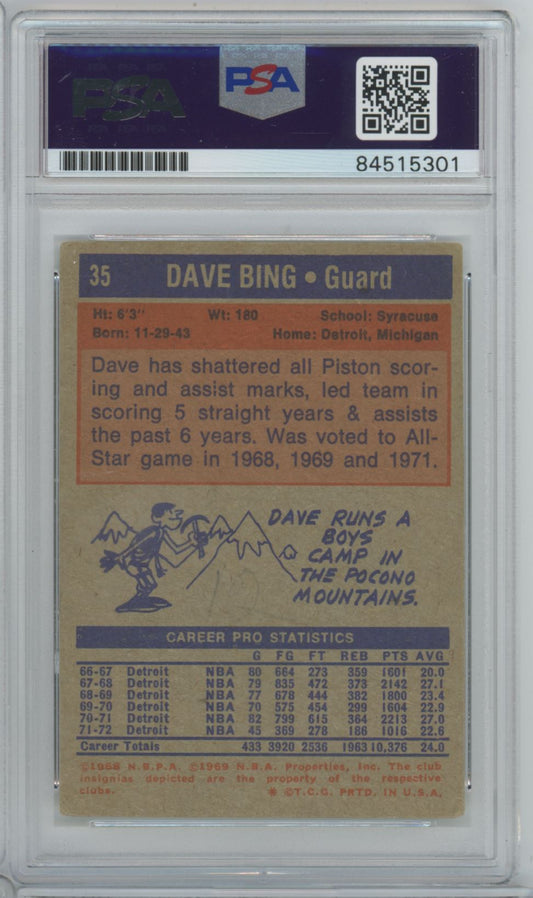 PSA
PSA
84515301
35 DAVE BING • Guard
Ht: 6'3" Wt: 180 School: Syracuse
Born: 11-29-43 Home: Detroit, Michigan
Dave has shattered all Piston scor-
ing and assist marks, led team in
scoring 5 straight years & assists
the past 6 years. Was voted to All-
Star game in 1968, 1969 and 1971.
DAVE RUNS A
BOYS
CAMP IN
THE POCONO
MOUNTAINS.
CAREER PRO STATISTICS
G FG FT REB PTS AVG
66-67 Detroit NBA 80 664 273 359 1601 20.0
67-68 Detroit NBA 79 835 472 373 2142 27.1
68-69 Detroit NBA 77 678 444 382 1800 23.4
69-70 Detroit NBA 70 575 454 299 1604 22.9
70-71 Detroit NBA 82 799 615 364 2213 27.0
71-72 Detroit NBA 45 369 278 186 1016 22.6
Career Totals 433 3920 2536 1963 10,376 24.0
©1968 N.B.P.A. ©1969 N.B.A. Properties, Inc. The club
insignias depicted are the property of the respective
clubs. * ©T.C.G. PRTD. IN U.S.A.